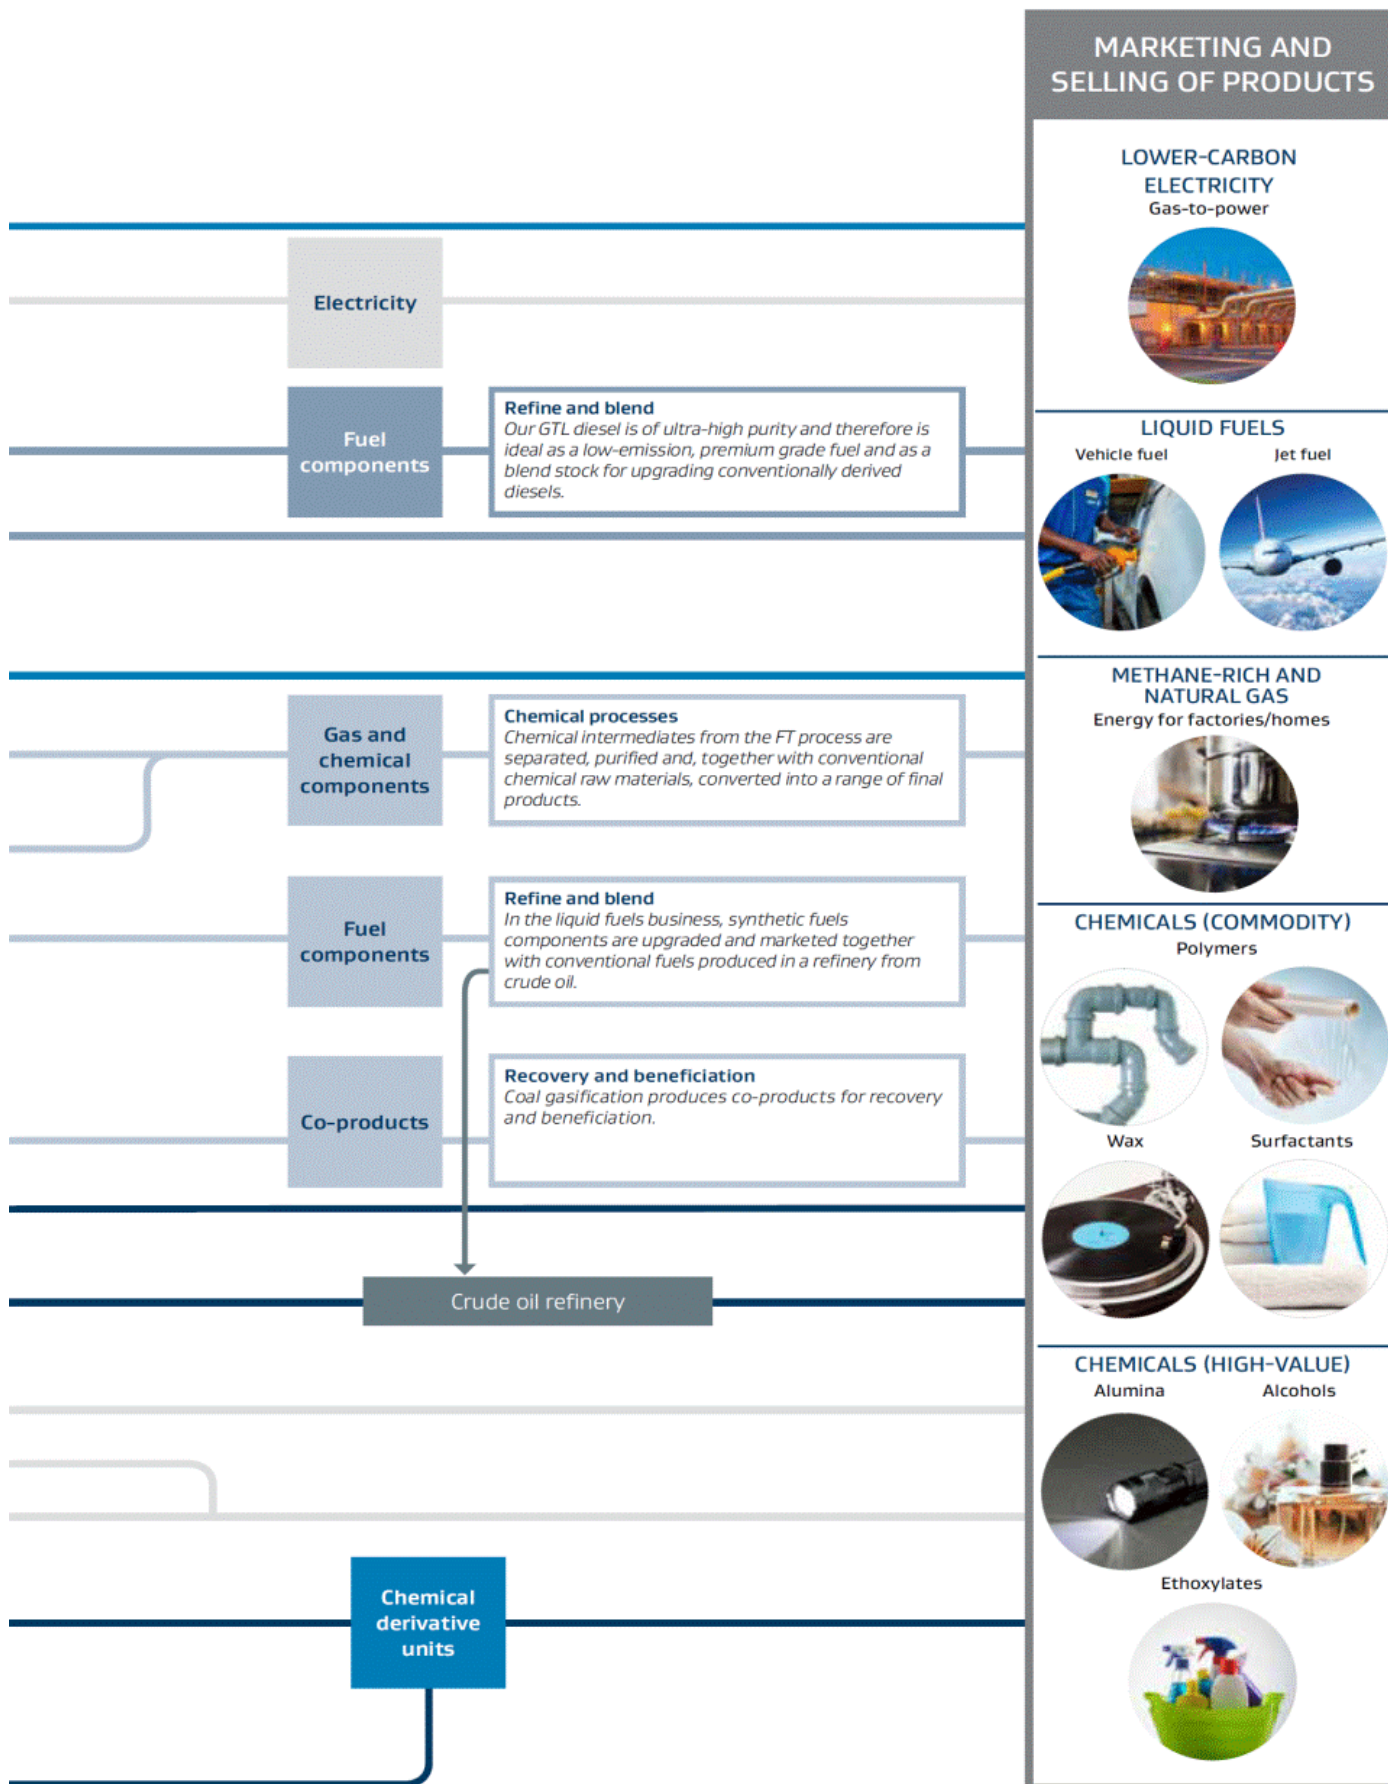 MARKETING AND
SELLING OF PRODUCTS
LOWER-CARBON
ELECTRICITY
Gas-to-power
Electricity
Fuel
components
Refine and blend
Our GTL diesel is of ultra-high purity and therefore is
ideal as a low-emission, premium grade fuel and as a
blend stock for upgrading conventionally derived
diesels.
LIQUID FUELS
Vehicle fuel
Jet fuel
METHANE-RICH AND
NATURAL GAS
Energy for factories/homes
Gas and
chemical
components
Chemical processes
Chemical intermediates from the FT process are
separated, purified and, together with conventional
chemical raw materials, converted into a range of final
products.
Fuel
components
Refine and blend
In the liquid fuels business, synthetic fuels
components are upgraded and marketed together
with conventional fuels produced in a refinery from
crude oil.
CHEMICALS (COMMODITY)
Polymers
Co-products
Recovery and beneficiation
Coal gasification produces co-products for recovery
and beneficiation.
Wax
Surfactants
Crude oil refinery
CHEMICALS (HIGH-VALUE)
Alumina
Alcohols
Ethoxylates
Chemical
derivative
units